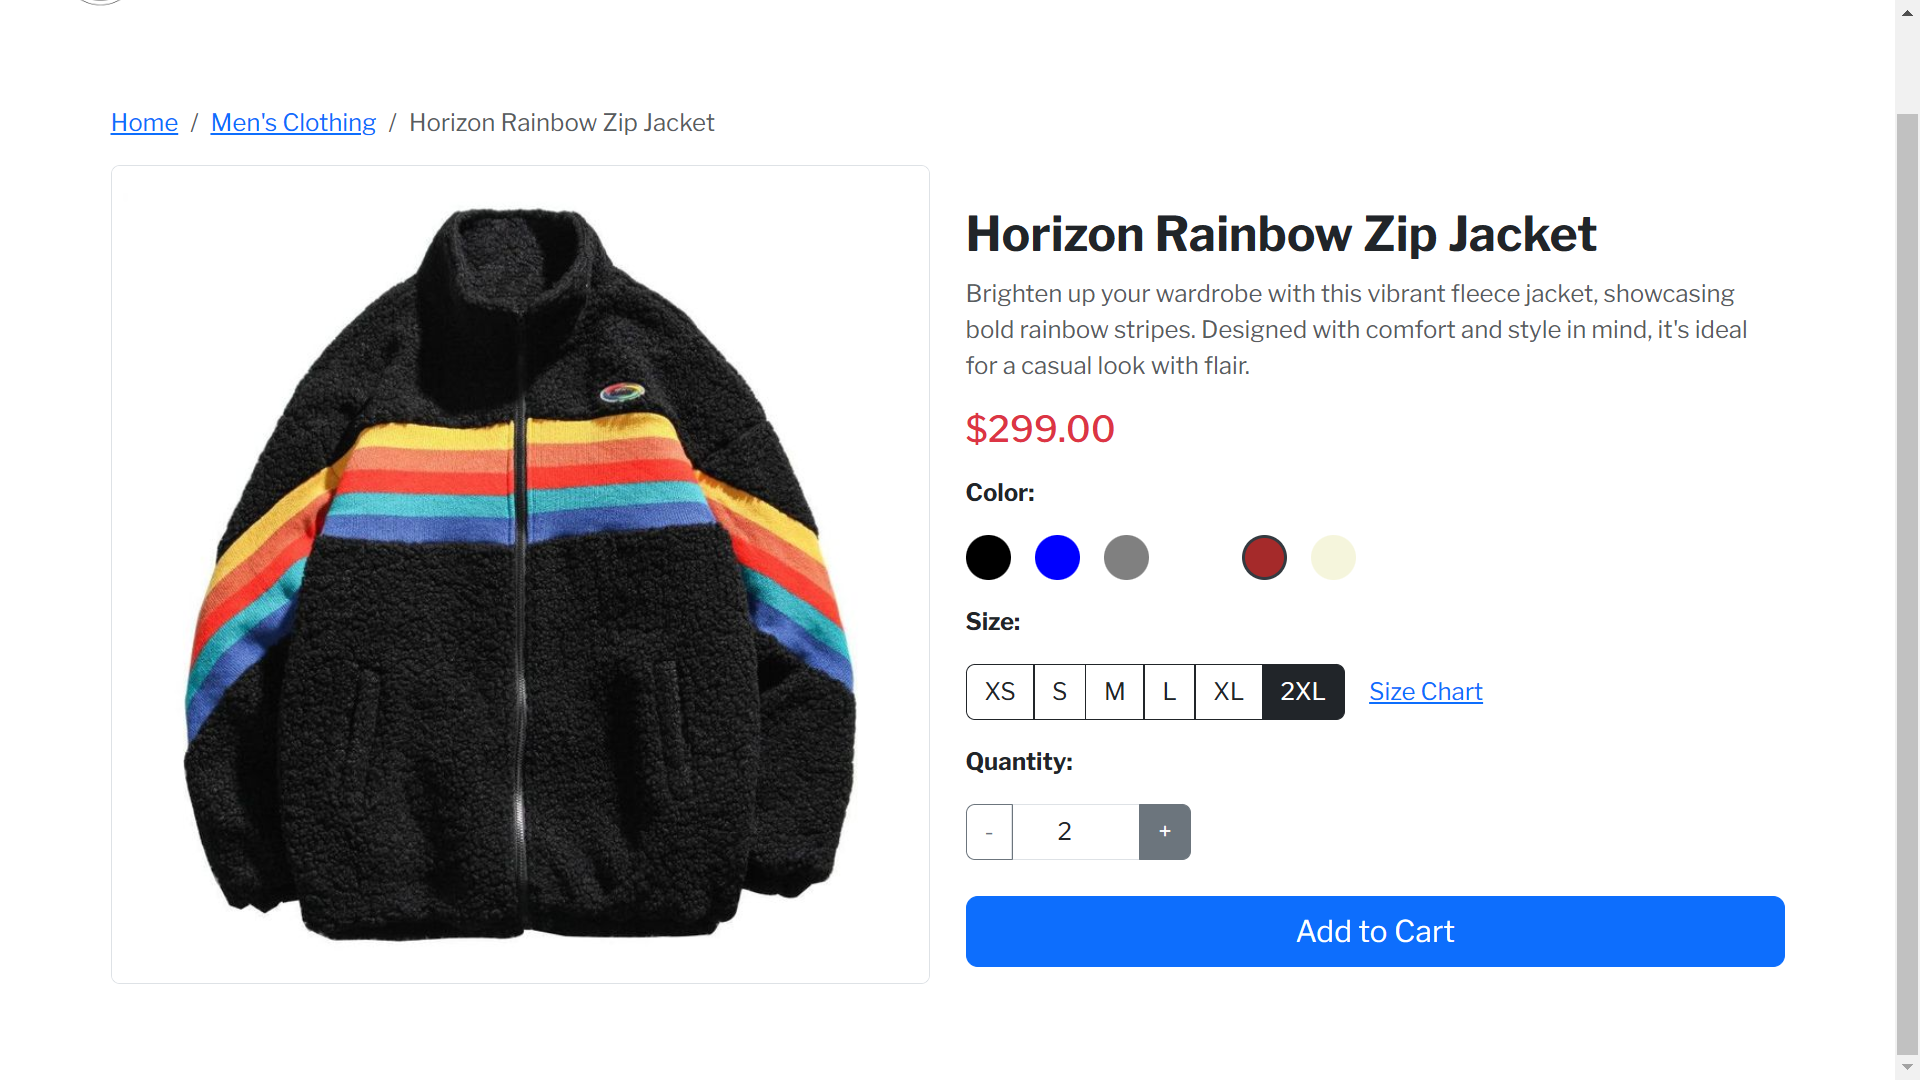 Home / Men's Clothing / Horizon Rainbow Zip Jacket
Horizon Rainbow Zip Jacket
Brighten up your wardrobe with this vibrant fleece jacket, showcasing
bold rainbow stripes. Designed with comfort and style in mind, it's ideal
for a casual look with flair.
$299.00
Color:
Size:
XS S M L XL 2XL Size Chart
Quantity:
- 2 +
Add to Cart